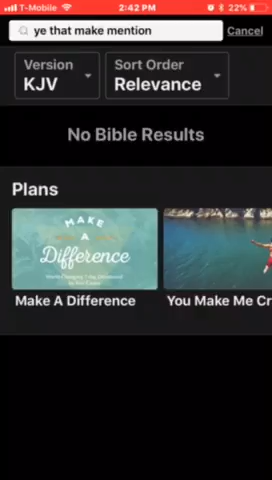 T-Mobile 2:42 PM 22%
ye that make mention Cancel
Version Sort Order
KJV Relevance
No Bible Results
Plans
MAKE
A
Difference
Make A Difference You Make Me Cr